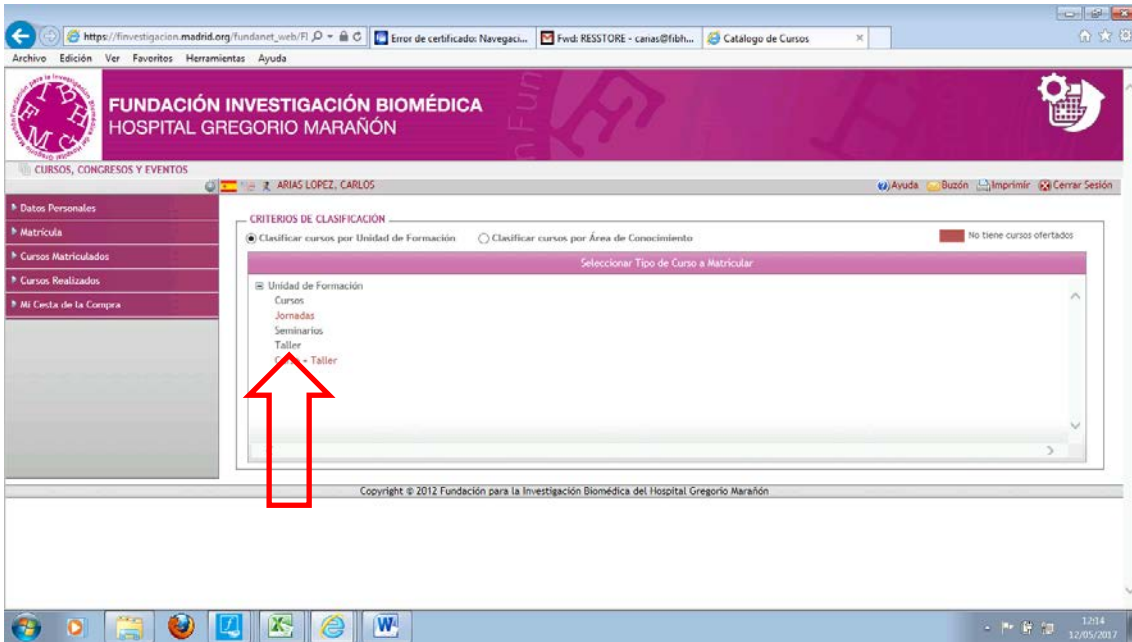 https://finvestigacion.madrid.org/fundanet_web/Fl
Error de certificado: Navegaci...
Fwd: RESSTORE - carias@fibh...
Catálogo de Cursos
Archivo Edición Ver Favoritos Herramientas Ayuda
FUNDACIÓN INVESTIGACIÓN BIOMÉDICA
HOSPITAL GREGORIO MARAÑÓN
CURSOS, CONGRESOS Y EVENTOS
ARIAS LOPEZ, CARLOS
Ayuda Buzón Imprimir Cerrar Sesión
Datos Personales
Matrícula
Cursos Matriculados
Cursos Realizados
Mi Cesta de la Compra
CRITERIOS DE CLASIFICACIÓN
Clasificar cursos por Unidad de Formación Clasificar cursos por Área de Conocimiento No tiene cursos ofertados
Seleccionar Tipo de Curso a Matricular
Unidad de Formación
Cursos
Jornadas
Seminarios
Taller
- Taller
Copyright © 2012 Fundación para la Investigación Biomédica del Hospital Gregorio Marañón
12:14
12/05/2017